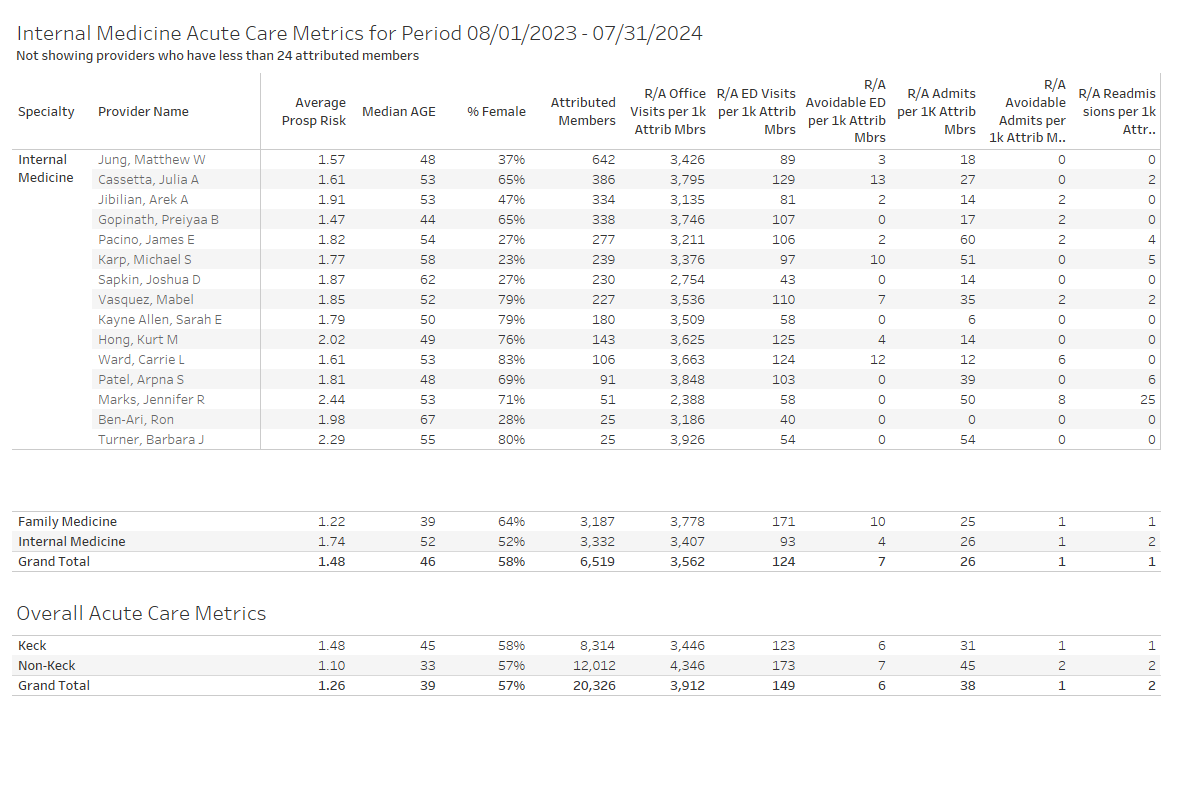 Internal Medicine Acute Care Metrics for Period 08/01/2023 - 07/31/2024
Not showing providers who have less than 24 attributed members
Specialty Provider Name Average Prosp Risk Median AGE % Female Attributed Members R/A Office Visits per 1k Attrib Mbrs R/A ED Visits per 1k Attrib Mbrs R/A Avoidable ED per 1k Attrib Mbrs R/A Admits per 1K Attrib Mbrs R/A Avoidable Admits per 1k Attrib M.. R/A Readmissions per 1k Attr..
Internal Medicine Jung, Matthew W 1.57 48 37% 642 3,426 89 3 18 0 0
Cassetta, Julia A 1.61 53 65% 386 3,795 129 13 27 0 2
Jibilian, Arek A 1.91 53 47% 334 3,135 81 2 14 2 0
Gopinath, Preiyaa B 1.47 44 65% 338 3,746 107 0 17 2 0
Pacino, James E 1.82 54 27% 277 3,211 106 2 60 2 4
Karp, Michael S 1.77 58 23% 239 3,376 97 10 51 0 5
Sapkin, Joshua D 1.87 62 27% 230 2,754 43 0 14 0 0
Vasquez, Mabel 1.85 52 79% 227 3,536 110 7 35 2 2
Kayne Allen, Sarah E 1.79 50 79% 180 3,509 58 0 6 0 0
Hong, Kurt M 2.02 49 76% 143 3,625 125 4 14 0 0
Ward, Carrie L 1.61 53 83% 106 3,663 124 12 12 6 0
Patel, Arpna S 1.81 48 69% 91 3,848 103 0 39 0 6
Marks, Jennifer R 2.44 53 71% 51 2,388 58 0 50 8 25
Ben-Ari, Ron 1.98 67 28% 25 3,186 40 0 0 0 0
Turner, Barbara J 2.29 55 80% 25 3,926 54 0 54 0 0
Family Medicine 1.22 39 64% 3,187 3,778 171 10 25 1 1
Internal Medicine 1.74 52 52% 3,332 3,407 93 4 26 1 2
Grand Total 1.48 46 58% 6,519 3,562 124 7 26 1 1
Overall Acute Care Metrics
Keck 1.48 45 58% 8,314 3,446 123 6 31 1 1
Non-Keck 1.10 33 57% 12,012 4,346 173 7 45 2 2
Grand Total 1.26 39 57% 20,326 3,912 149 6 38 1 2